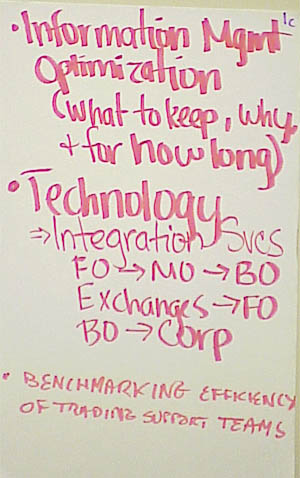 1c
• Information Mgmt
Optimization
(what to keep, why,
+ for how long)
• Technology
⇒ Integration Svcs
FO → MO → BO
Exchanges → FO
BO → Corp
• BENCHMARKING EFFICIENCY
OF TRADING SUPPORT TEAMS